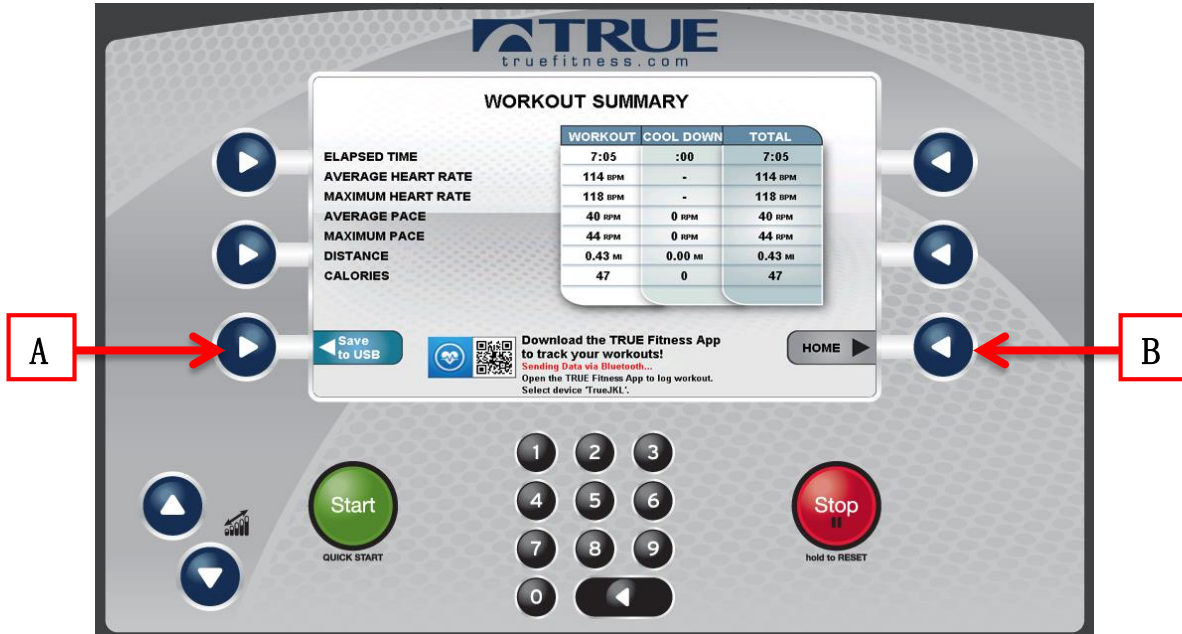 TRUE
truefitness.com
WORKOUT SUMMARY
WORKOUT COOL DOWN TOTAL
ELAPSED TIME 7:05 :00 7:05
AVERAGE HEART RATE 114 BPM - 114 BPM
MAXIMUM HEART RATE 118 BPM - 118 BPM
AVERAGE PACE 40 RPM 0 RPM 40 RPM
MAXIMUM PACE 44 RPM 0 RPM 44 RPM
DISTANCE 0.43 MI 0.00 MI 0.43 MI
CALORIES 47 0 47
A
Save
to USB
Download the TRUE Fitness App
to track your workouts!
Sending Data via Bluetooth...
Open the TRUE Fitness App to log workout.
Select device 'TrueJKL'.
HOME
B
Start
QUICK START
1 2 3
4 5 6
7 8 9
0
Stop
hold to RESET